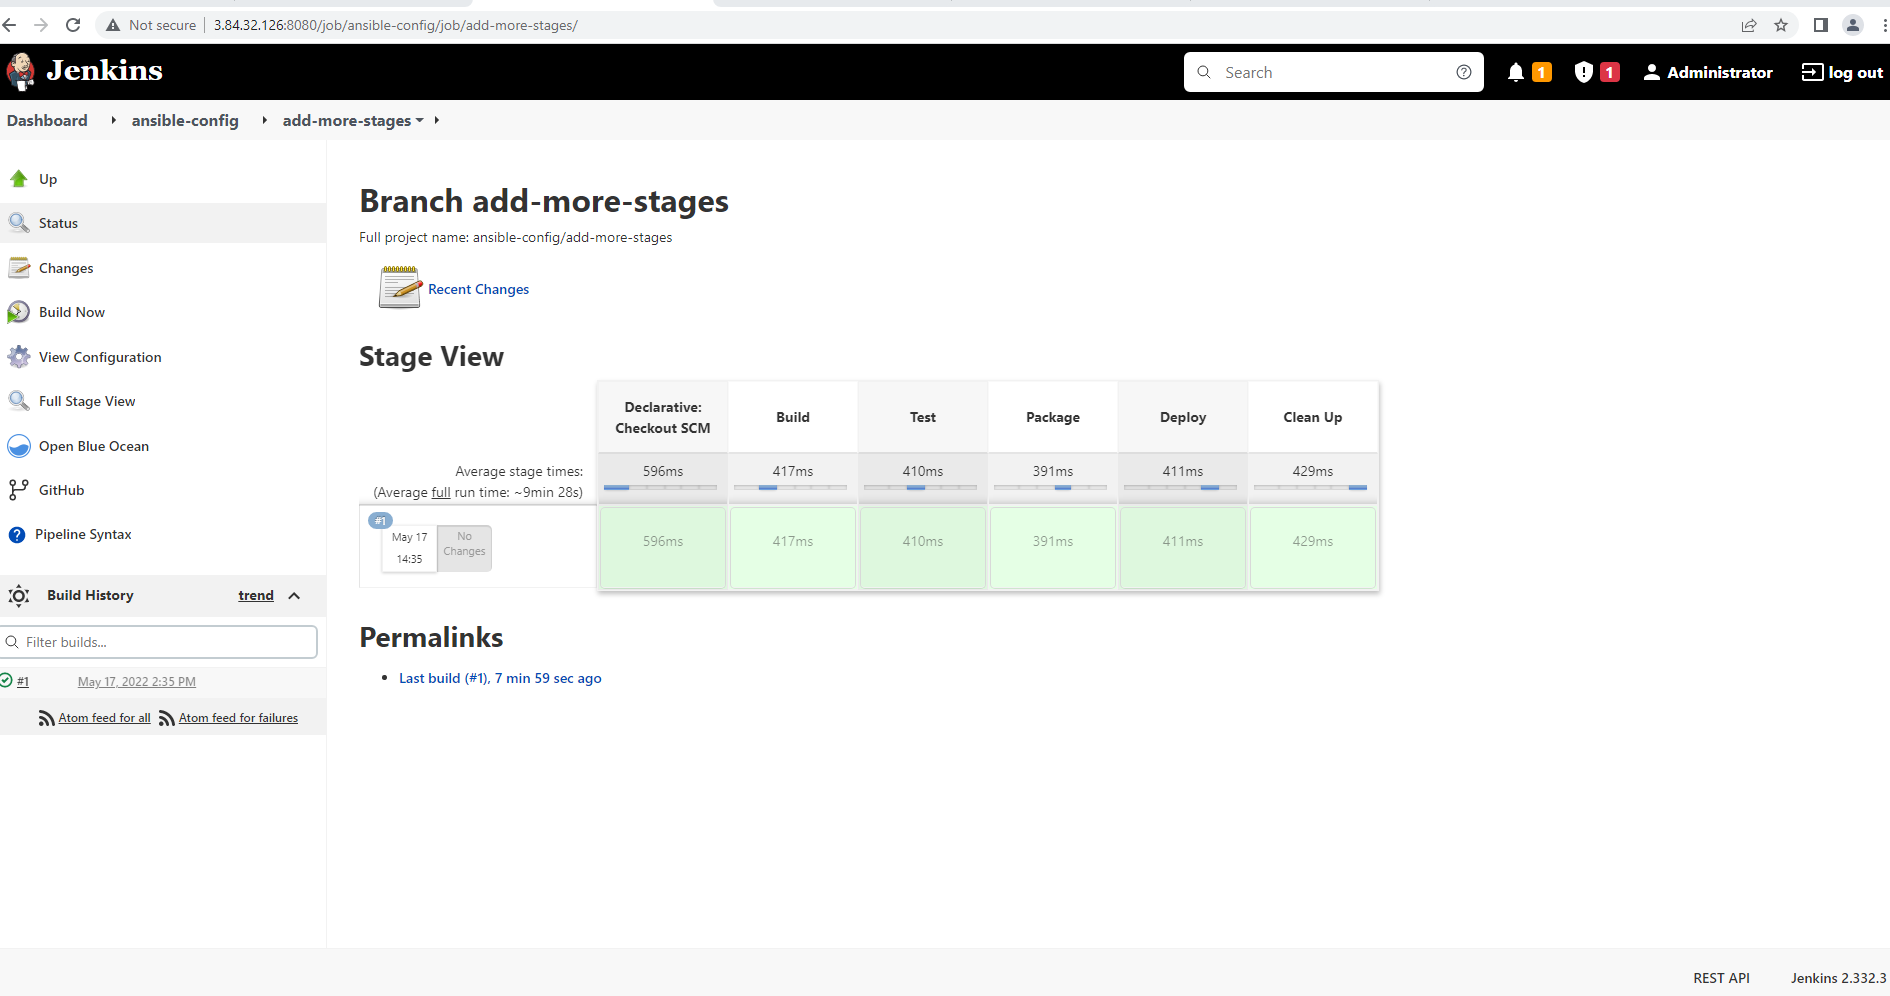 Not secure
3.84.32.126:8080/job/ansible-config/job/add-more-stages/
Jenkins
Search
1
1
Administrator
log out
Dashboard
ansible-config
add-more-stages
Up
Status
Changes
Build Now
View Configuration
Full Stage View
Open Blue Ocean
GitHub
Pipeline Syntax
Build History
trend
Filter builds...
#1
May 17, 2022 2:35 PM
Atom feed for all
Atom feed for failures
Branch add-more-stages
Full project name: ansible-config/add-more-stages
Recent Changes
Stage View
Declarative:
Checkout SCM
Build
Test
Package
Deploy
Clean Up
Average stage times:
(Average full run time: ~9min 28s)
596ms
417ms
410ms
391ms
411ms
429ms
#1
May 17
14:35
No
Changes
596ms
417ms
410ms
391ms
411ms
429ms
Permalinks
Last build (#1), 7 min 59 sec ago
REST API
Jenkins 2.332.3